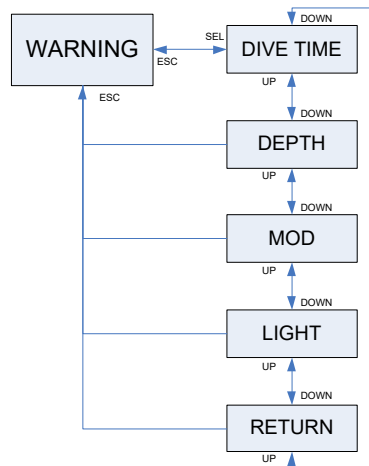 DOWN
WARNING
SEL
ESC
DIVE TIME
ESC
UP
DOWN
DEPTH
UP
DOWN
MOD
UP
DOWN
LIGHT
UP
DOWN
RETURN
UP